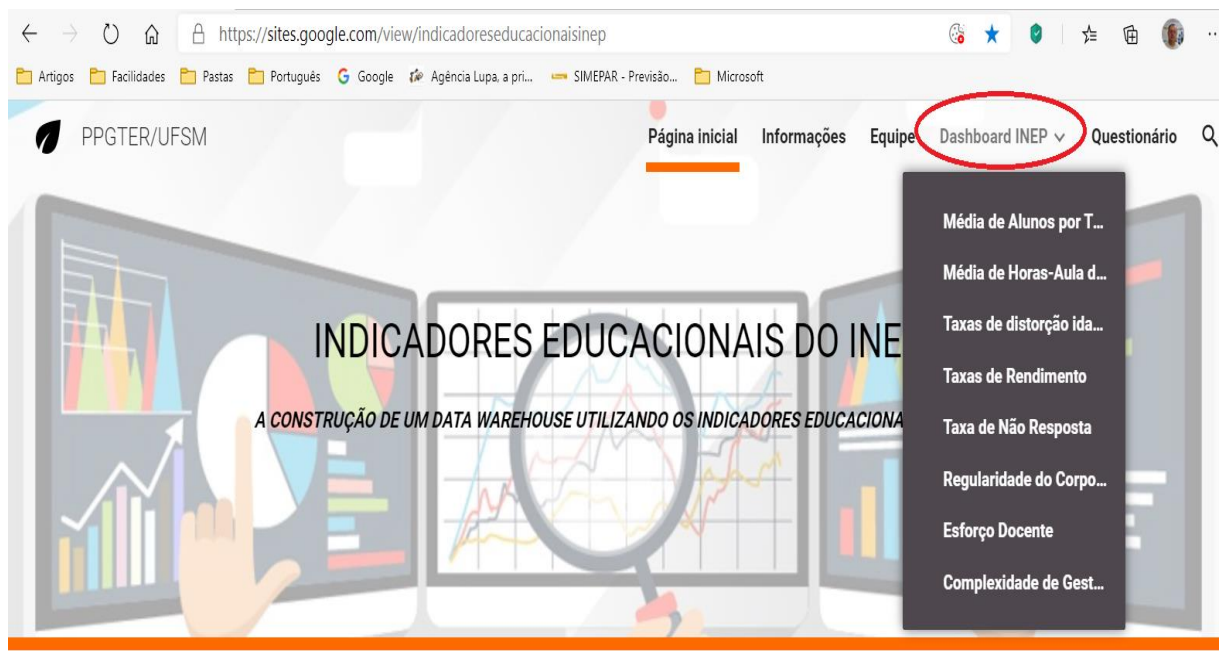 https://sites.google.com/view/indicadoreseducacionaisinep
Artigos Facilidades Pastas Português Google Agência Lupa, a pri... SIMEPAR - Previsão... Microsoft
PPGTER/UFSM Página inicial Informações Equipe Dashboard INEP Questionário
Média de Alunos por T...
Média de Horas-Aula d...
Taxas de distorção ida...
Taxas de Rendimento
Taxa de Não Resposta
Regularidade do Corpo...
Esforço Docente
Complexidade de Gest...
INDICADORES EDUCACIONAIS DO INE
A CONSTRUÇÃO DE UM DATA WAREHOUSE UTILIZANDO OS INDICADORES EDUCACIONA